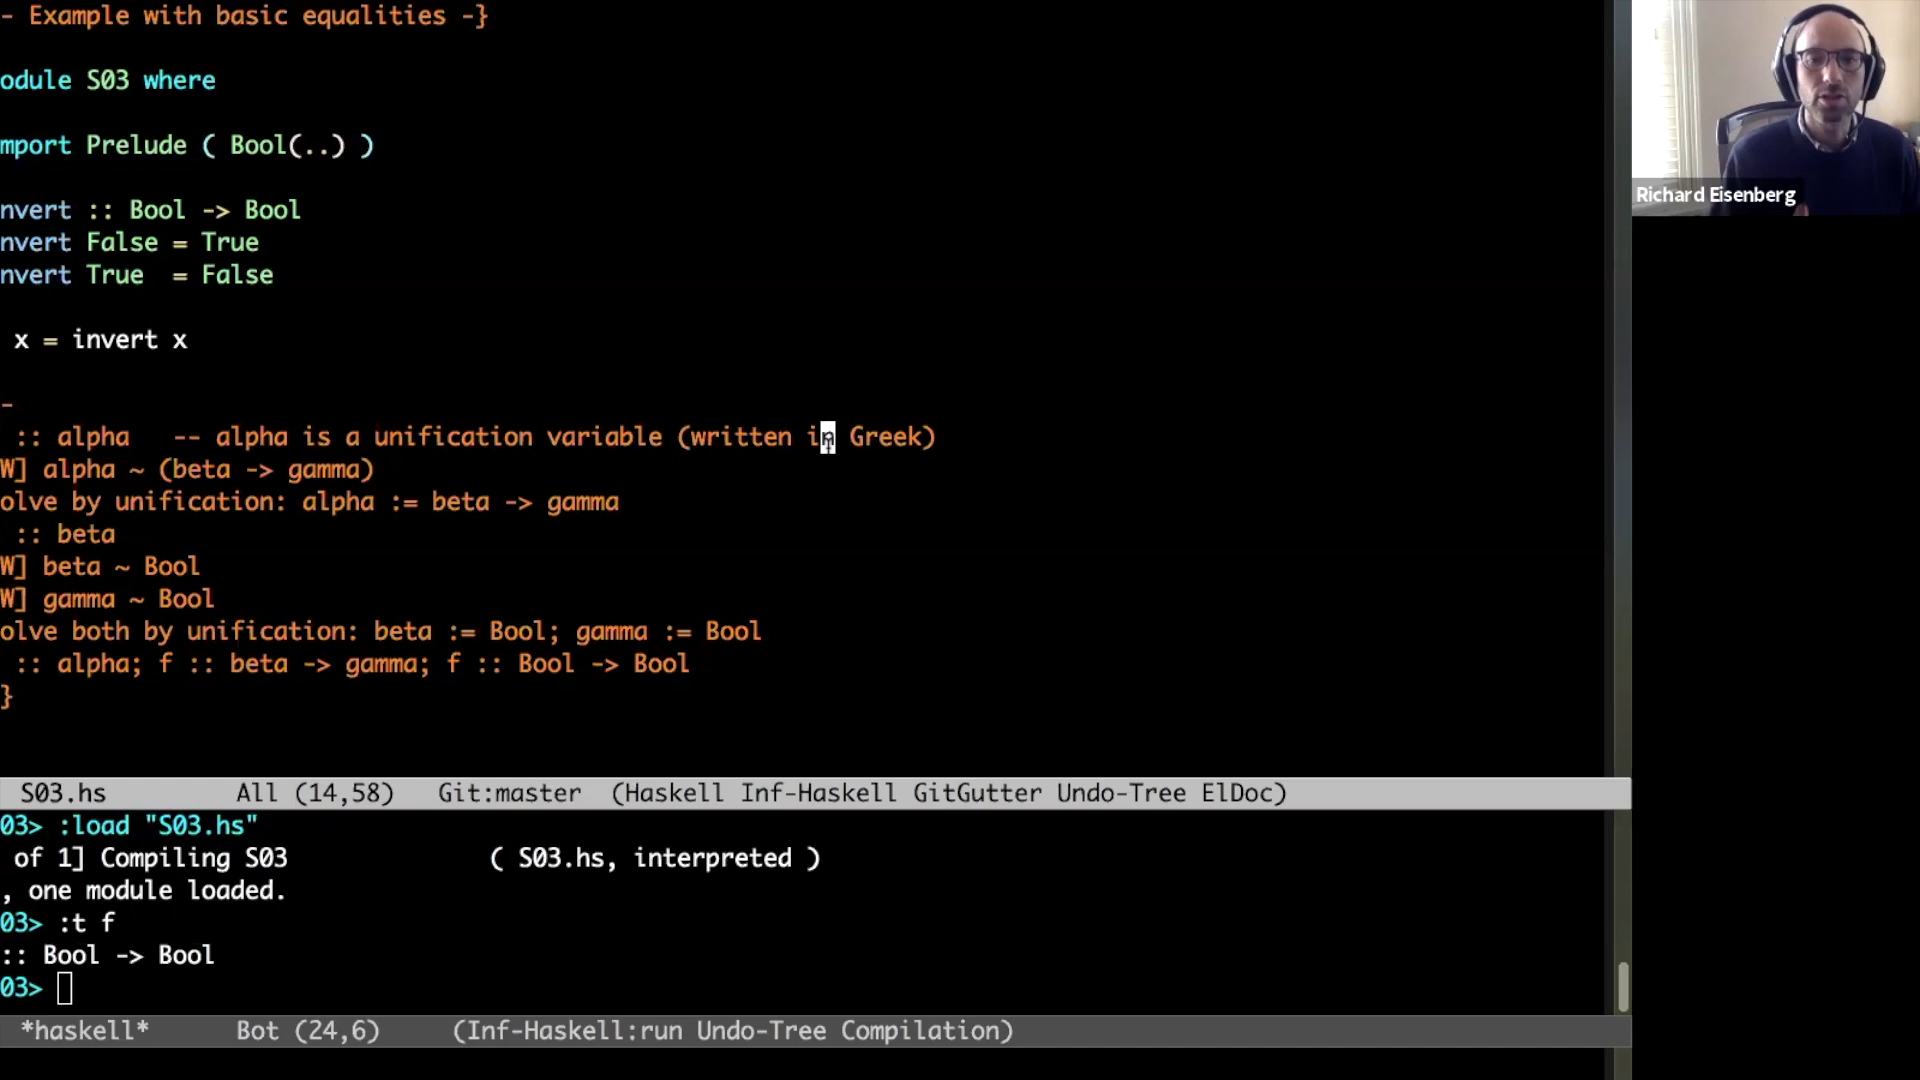 - Example with basic equalities -}
odule S03 where
mport Prelude ( Bool(..) )
nvert :: Bool -> Bool
nvert False = True
nvert True  = False
x = invert x
-
:: alpha   -- alpha is a unification variable (written in Greek)
W] alpha ~ (beta -> gamma)
olve by unification: alpha := beta -> gamma
:: beta
W] beta ~ Bool
W] gamma ~ Bool
olve both by unification: beta := Bool; gamma := Bool
:: alpha; f :: beta -> gamma; f :: Bool -> Bool
}
S03.hs         All (14,58)   Git:master  (Haskell Inf-Haskell GitGutter Undo-Tree ElDoc)
03> :load "S03.hs"
of 1] Compiling S03              ( S03.hs, interpreted )
, one module loaded.
03> :t f
:: Bool -> Bool
03>
*haskell*      Bot (24,6)     (Inf-Haskell:run Undo-Tree Compilation)
Richard Eisenberg